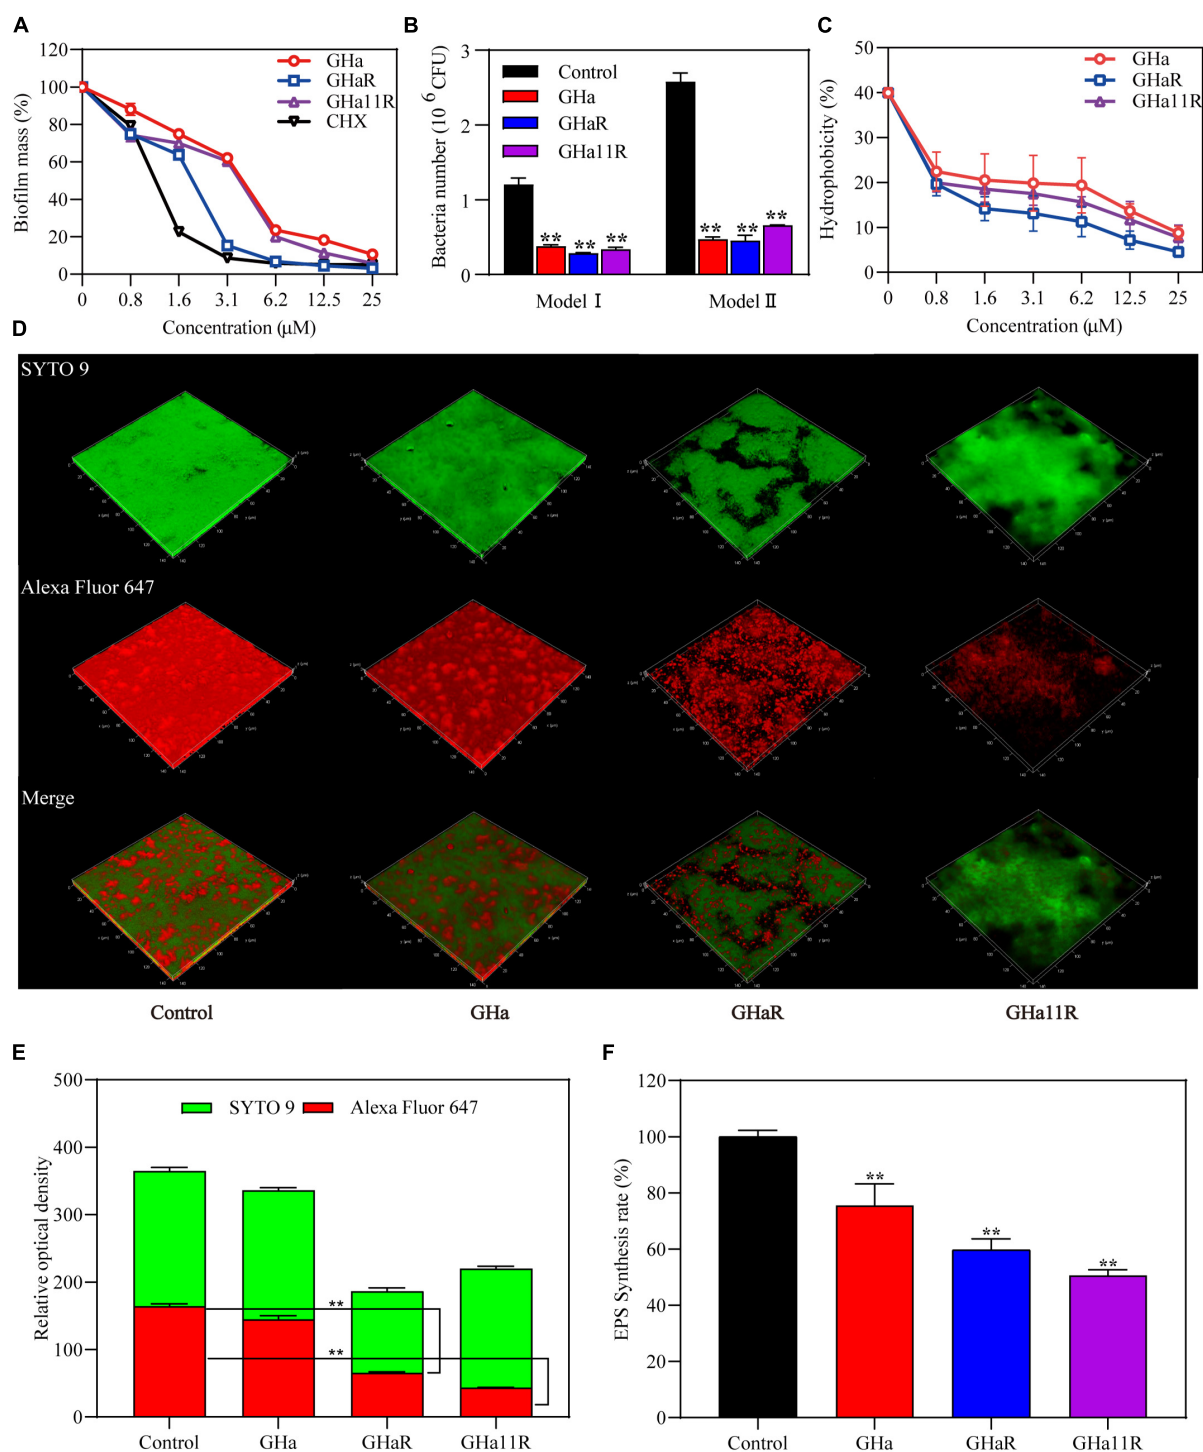 A
Biofilm mass (%)
120
100
80
60
40
20
0
0 0.8 1.6 3.1 6.2 12.5 25
Concentration (μM)
GHa
GHaR
GHa11R
CHX
B
Bacteria number (10 6 CFU)
3
2
1
0
Control
GHa
GHaR
GHa11R
** ** **
** ** **
Model Ⅰ Model Ⅱ
C
Hydrophobicity (%)
50
40
30
20
10
0
0 0.8 1.6 3.1 6.2 12.5 25
Concentration (μM)
GHa
GHaR
GHa11R
D
SYTO 9
Alexa Fluor 647
Merge
Control GHa GHaR GHa11R
E
Relative optical density
500
400
300
200
100
0
SYTO 9 Alexa Fluor 647
**
**
Control GHa GHaR GHa11R
F
EPS Synthesis rate (%)
120
100
80
60
40
20
0
**
**
**
Control GHa GHaR GHa11R